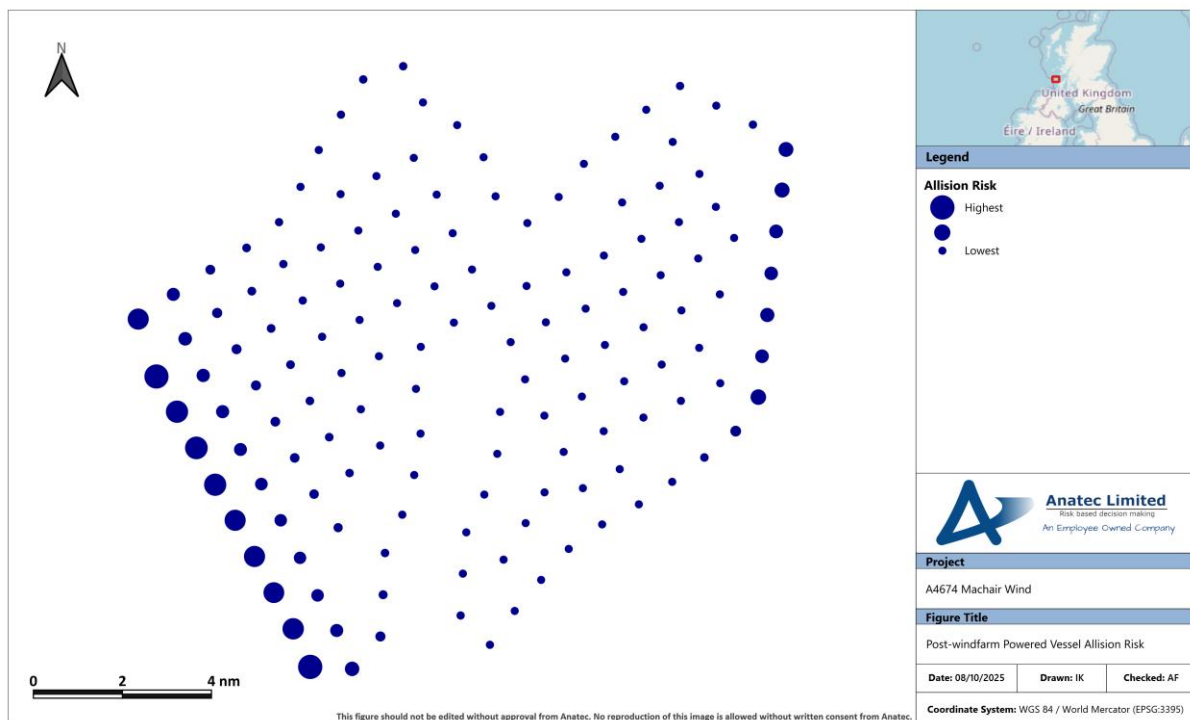 N
0 2 4 nm
This figure should not be edited without approval from Anatec. No reproduction of this image is allowed without written consent from Anatec.
United Kingdom
Great Britain
Éire / Ireland
Legend
Allision Risk
Highest
Lowest
Anatec Limited
Risk based decision making
An Employee Owned Company
Project
A4674 Machair Wind
Figure Title
Post-windfarm Powered Vessel Allision Risk
Date: 08/10/2025 Drawn: IK Checked: AF
Coordinate System: WGS 84 / World Mercator (EPSG:3395)